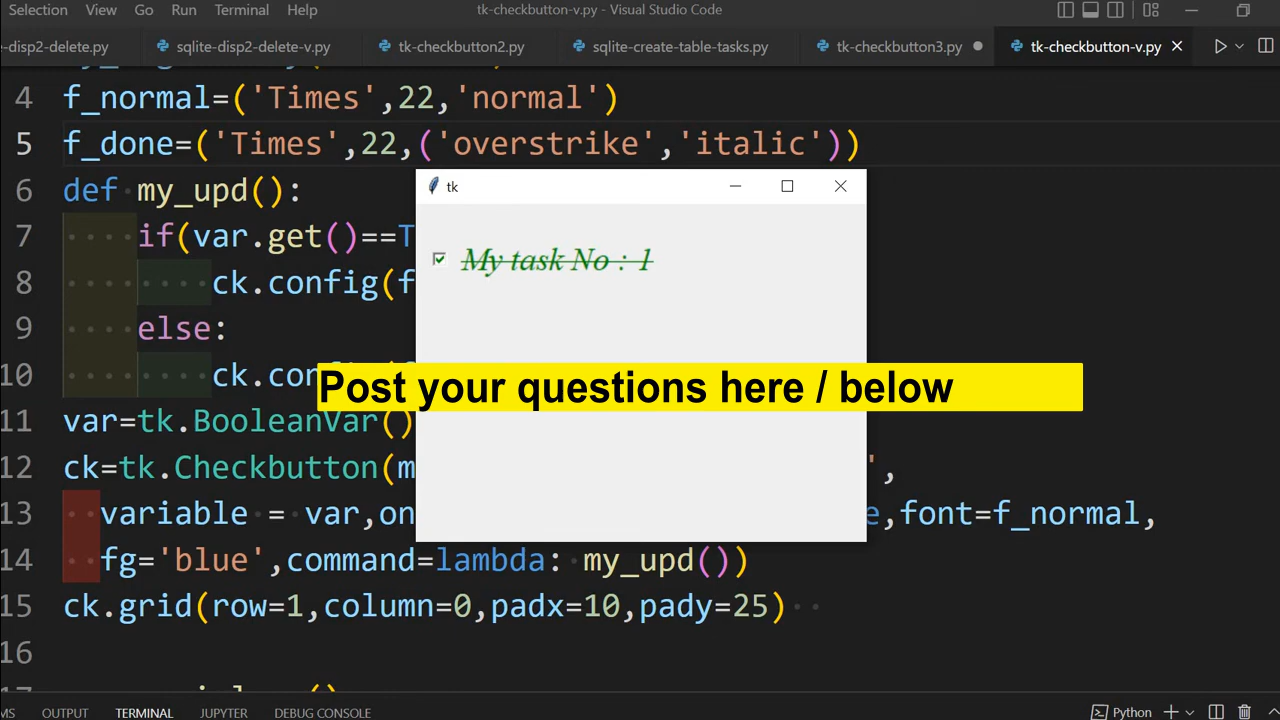 Selection View Go Run Terminal Help tk-checkbutton-v.py - Visual Studio Code
-disp2-delete.py sqlite-disp2-delete-v.py tk-checkbutton2.py sqlite-create-table-tasks.py tk-checkbutton3.py tk-checkbutton-v.py
4 f_normal=('Times',22,'normal')
5 f_done=('Times',22,('overstrike','italic'))
6 def my_upd():
tk
7 if(var.get()==T
My task No : 1
8 ck.config(f
9 else:
10 ck.con
Post your questions here / below
11 var=tk.BooleanVar()
12 ck=tk.Checkbutton(m ',
13 variable = var,on e,font=f_normal,
14 fg='blue',command=lambda: my_upd())
15 ck.grid(row=1,column=0,padx=10,pady=25)
16
MS OUTPUT TERMINAL JUPYTER DEBUG CONSOLE Python